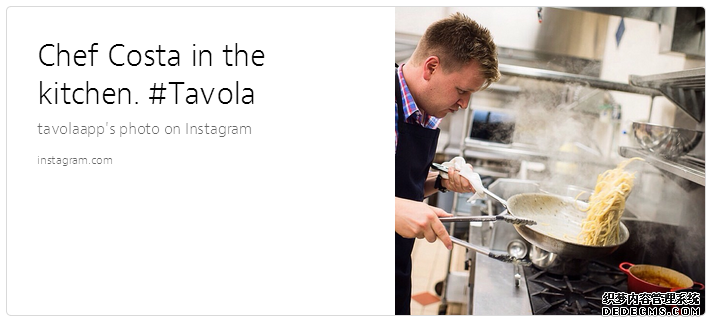 Chef Costa in the
kitchen. #Tavola
tavolaapp's photo on Instagram
instagram.com
织梦内容管理系统
DEDECMS.COM